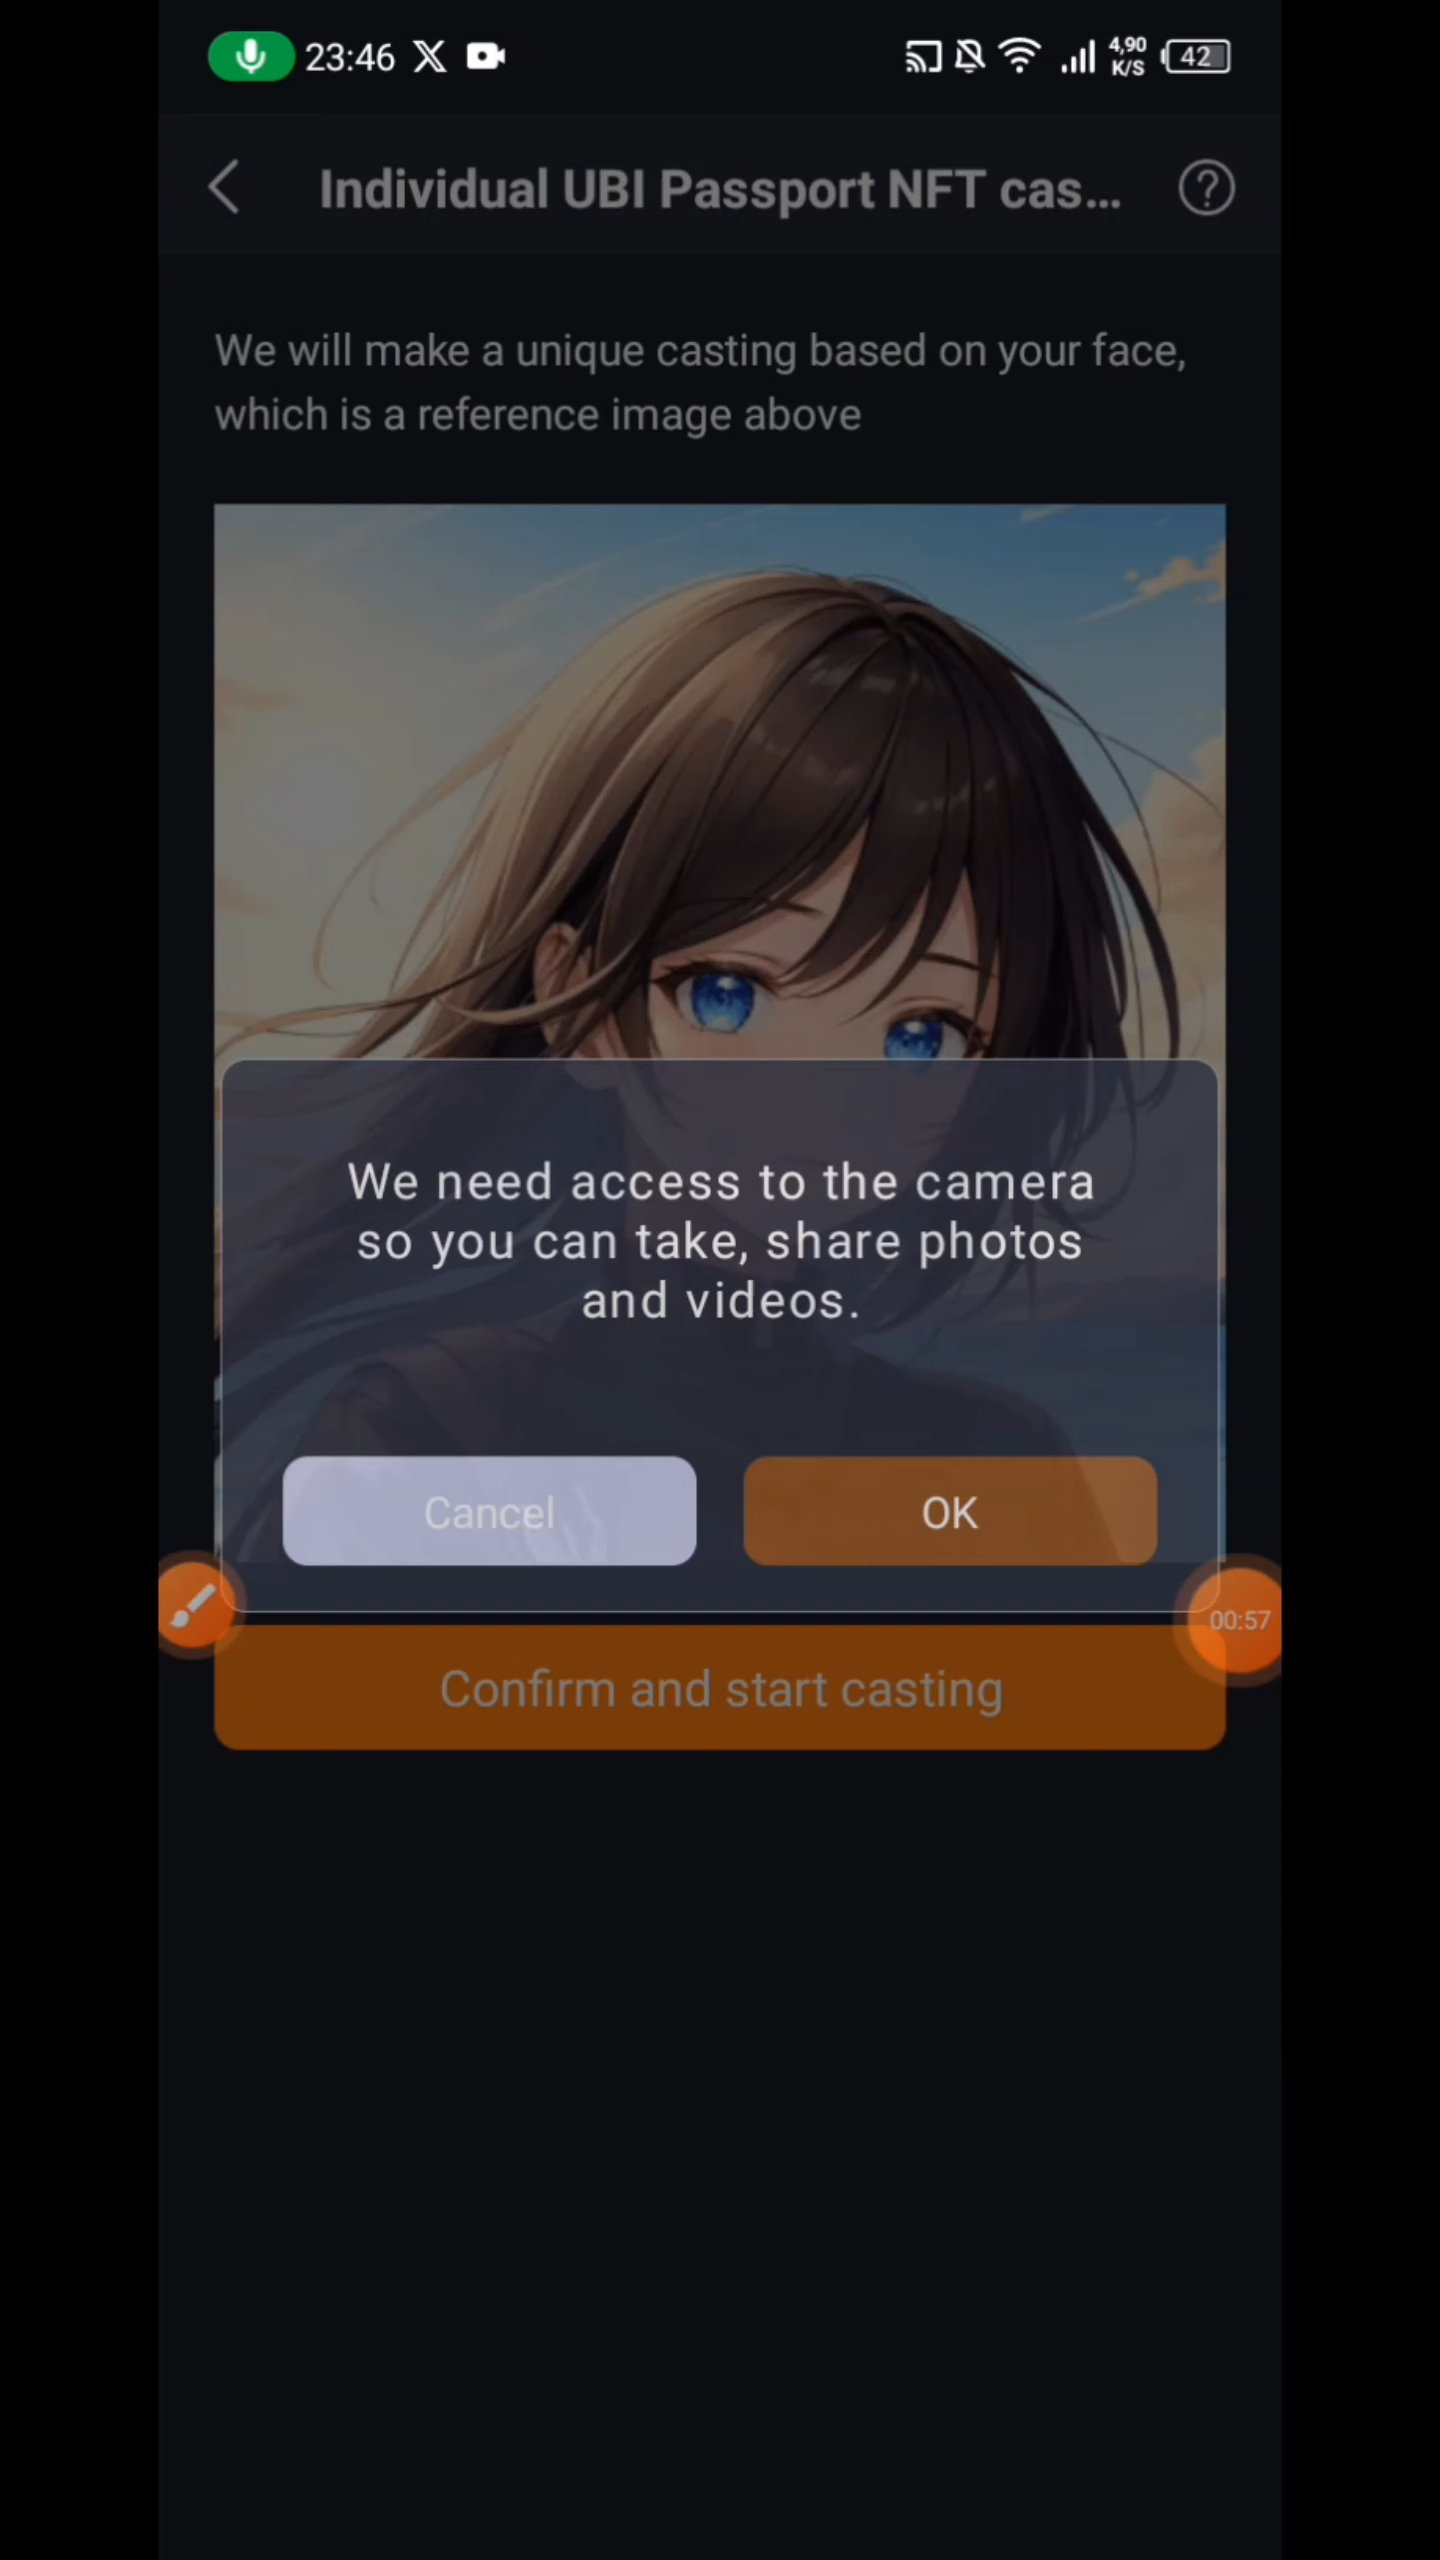 23:46
4,90
K/S
42
Individual UBI Passport NFT cas...
We will make a unique casting based on your face,
which is a reference image above
We need access to the camera
so you can take, share photos
and videos.
Cancel
OK
00:57
Confirm and start casting